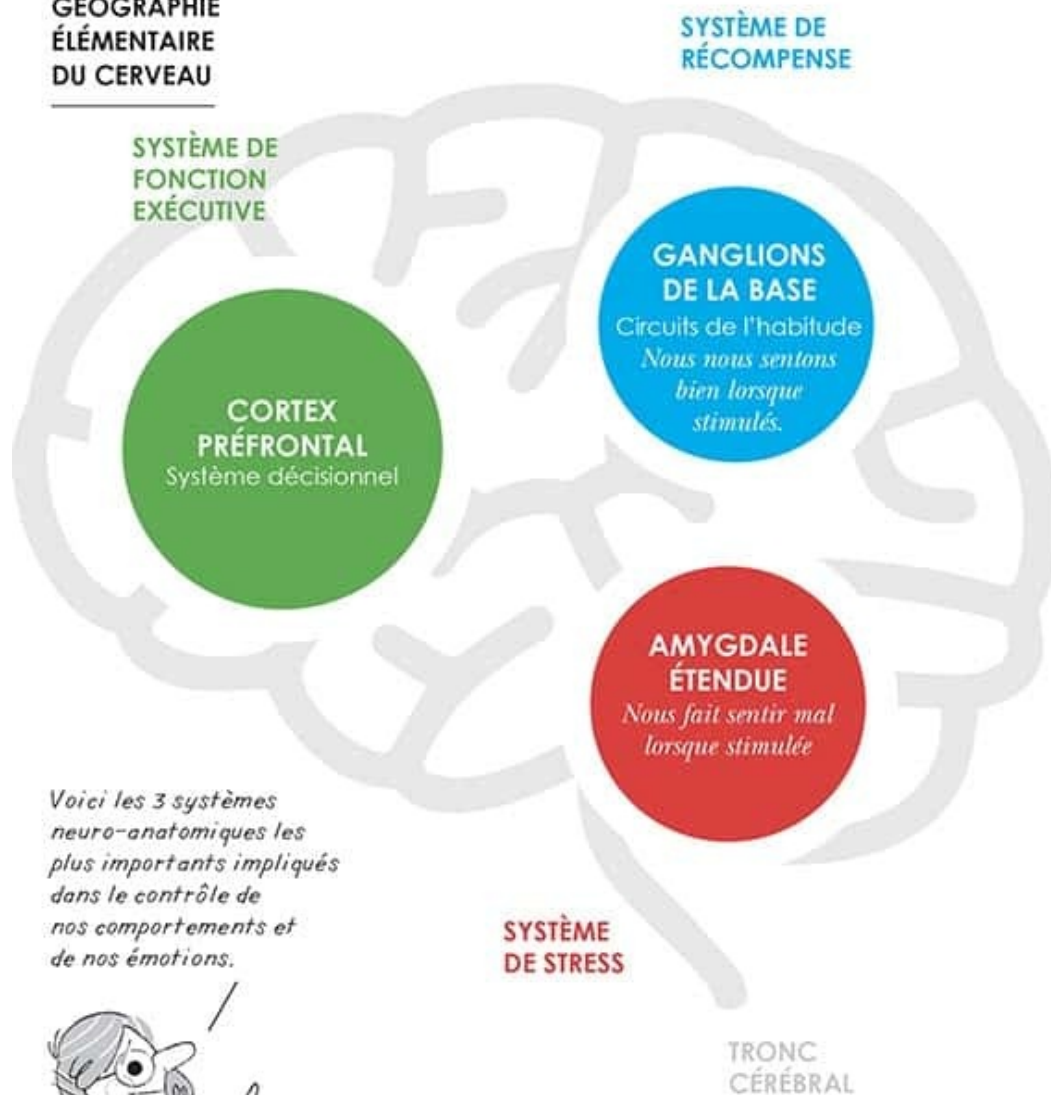 GÉOGRAPHIE
ÉLÉMENTAIRE
DU CERVEAU
SYSTÈME DE
RÉCOMPENSE
SYSTÈME DE
FONCTION
EXÉCUTIVE
GANGLIONS
DE LA BASE
Circuits de l'habitude
Nous nous sentons
bien lorsque
stimulés.
CORTEX
PRÉFRONTAL
Système décisionnel
AMYGDALE
ÉTENDUE
Nous fait sentir mal
lorsque stimulée
Voici les 3 systèmes
neuro-anatomiques les
plus importants impliqués
dans le contrôle de
nos comportements et
de nos émotions.
SYSTÈME
DE STRESS
TRONC
CÉRÉBRAL